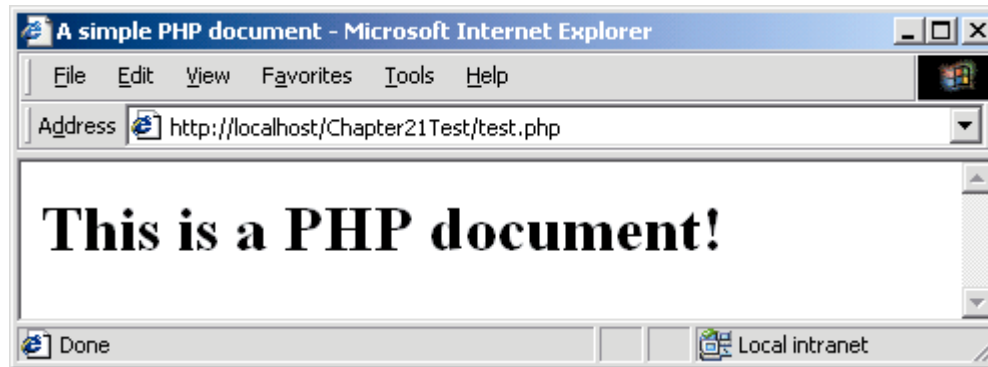 A simple PHP document - Microsoft Internet Explorer
File Edit View Favorites Tools Help
Address http://localhost/Chapter21Test/test.php
This is a PHP document!
Done Local intranet